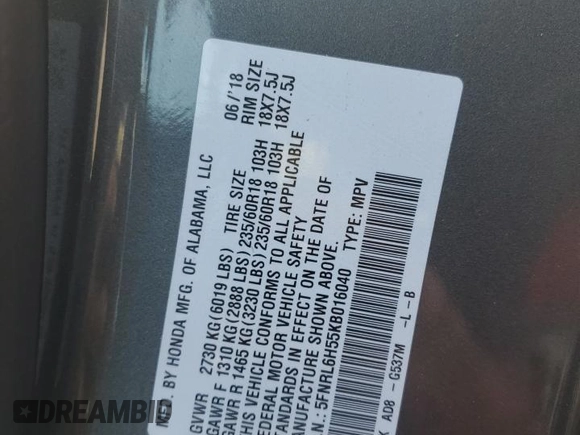 MFD. BY HONDA MFG. OF ALABAMA, LLC 06/'18
GVWR 2730 KG (6019 LBS) TIRE SIZE RIM SIZE
GAWR F 1310 KG (2888 LBS) 235/60R18 103H 18X7.5J
GAWR R 1465 KG (3230 LBS) 235/60R18 103H 18X7.5J
THIS VEHICLE CONFORMS TO ALL APPLICABLE
FEDERAL MOTOR VEHICLE SAFETY
STANDARDS IN EFFECT ON THE DATE OF
MANUFACTURE SHOWN ABOVE.
.N.:5FNRL6H55KB016040 TYPE: MPV
AD8 -G537M -L -B
FAST AUTO
5FENMBID